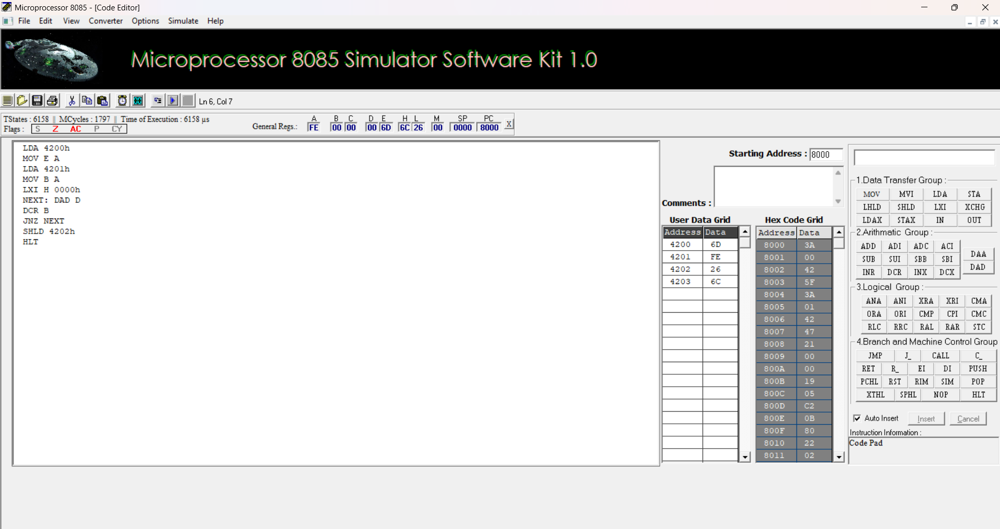 Microprocessor 8085 - [Code Editor]
File Edit View Converter Options Simulate Help
Microprocessor 8085 Simulator Software Kit 1.0
Ln 6, Col 7
TStates : 6158 || MCycles : 1797 || Time of Execution : 6158 µs
Flags : S Z AC P CY
General Regs.:
A B C D E H L M SP PC
FE 00 00 00 6D 6C 26 00 0000 8000 X
LDA 4200h
MOV E A
LDA 4201h
MOV B A
LXI H 0000h
NEXT: DAD D
DCR B
JNZ NEXT
SHLD 4202h
HLT
Starting Address : 8000
Comments :
User Data Grid
Address Data
4200 6D
4201 FE
4202 26
4203 6C
Hex Code Grid
Address Data
8000 3A
8001 00
8002 42
8003 5F
8004 3A
8005 01
8006 42
8007 47
8008 21
8009 00
800A 00
800B 19
800C 05
800D C2
800E 0B
800F 80
8010 22
8011 02
1.Data Transfer Group :
MOV MVI LDA STA
LHLD SHLD LXI XCHG
LDAX STAX IN OUT
2.Arithmatic Group :
ADD ADI ADC ACI
SUB SUI SBB SBI
INR DCR INX DCX
DAA
DAD
3.Logical Group :
ANA ANI XRA XRI CMA
ORA ORI CMP CPI CMC
RLC RRC RAL RAR STC
4.Branch and Machine Control Group
JMP J_ CALL C_
RET R_ EI DI PUSH
PCHL RST RIM SIM POP
XTHL SPHL NOP HLT
Auto Insert Insert Cancel
Instruction Information :
Code Pad